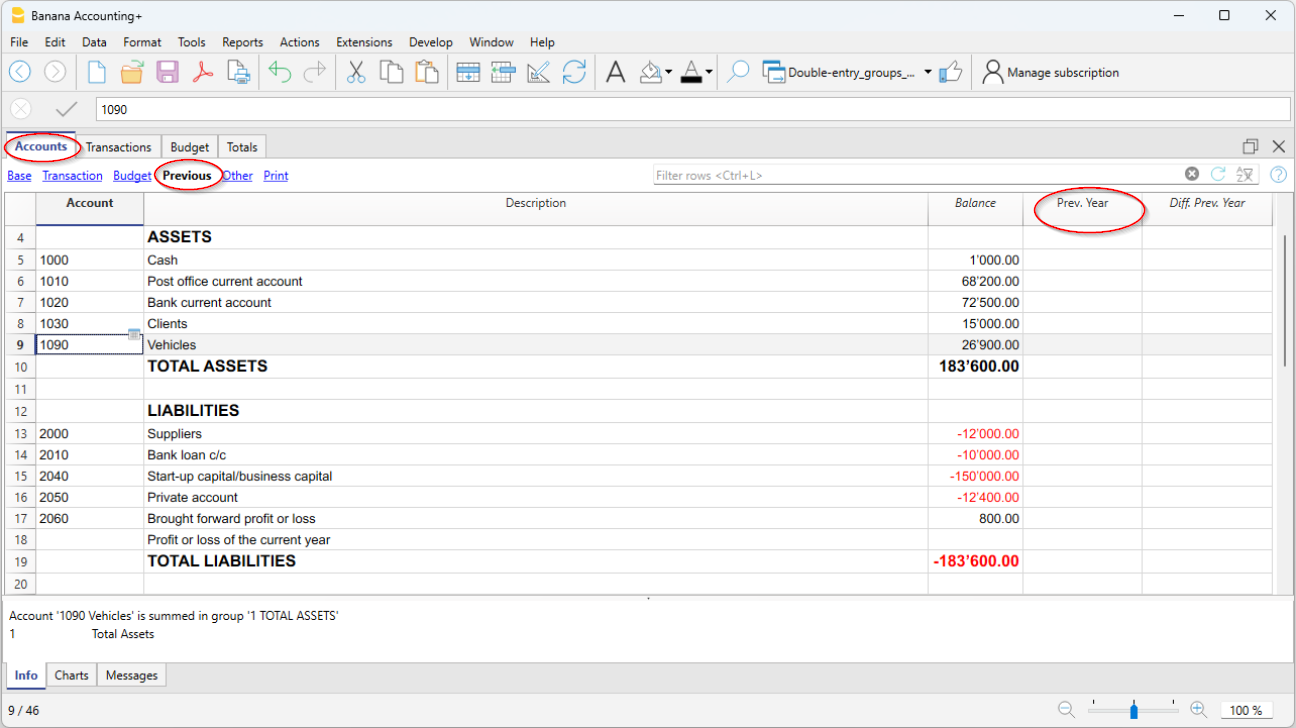 Banana Accounting+
File Edit Data Format Tools Reports Actions Extensions Develop Window Help
Double-entry_groups_... Manage subscription
1090
Accounts Transactions Budget Totals
Base Transaction Budget Previous Other Print Filter rows <Ctrl+L>
Account Description Balance Prev. Year Diff. Prev. Year
4 ASSETS
5 1000 Cash 1’000.00
6 1010 Post office current account 68’200.00
7 1020 Bank current account 72’500.00
8 1030 Clients 15’000.00
9 1090 Vehicles 26’900.00
10 TOTAL ASSETS 183’600.00
11
12 LIABILITIES
13 2000 Suppliers -12’000.00
14 2010 Bank loan c/c -10’000.00
15 2040 Start-up capital/business capital -150’000.00
16 2050 Private account -12’400.00
17 2060 Brought forward profit or loss 800.00
18 Profit or loss of the current year
19 TOTAL LIABILITIES -183’600.00
20
Account '1090 Vehicles' is summed in group '1 TOTAL ASSETS'
1 Total Assets
Info Charts Messages
9 / 46 100 %